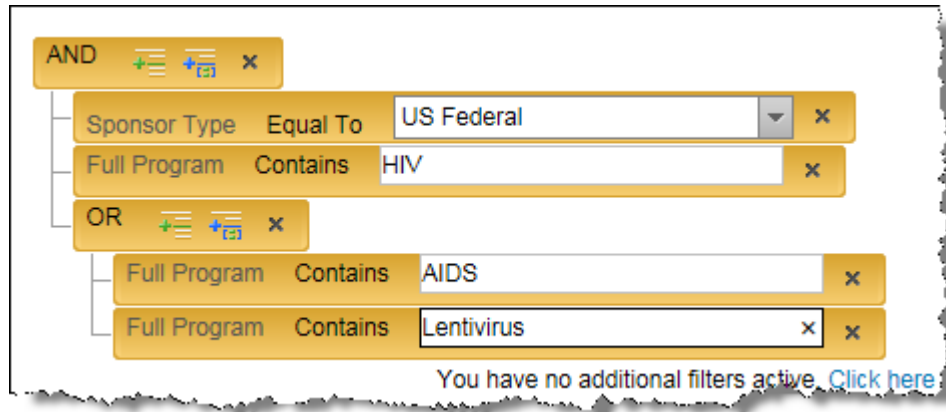 AND
Sponsor Type Equal To US Federal
Full Program Contains HIV
OR
Full Program Contains AIDS
Full Program Contains Lentivirus
You have no additional filters active. Click here